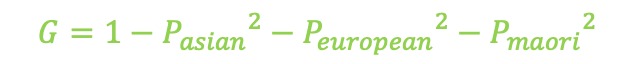 G = 1 − P_asian² − P_european² − P_maori²